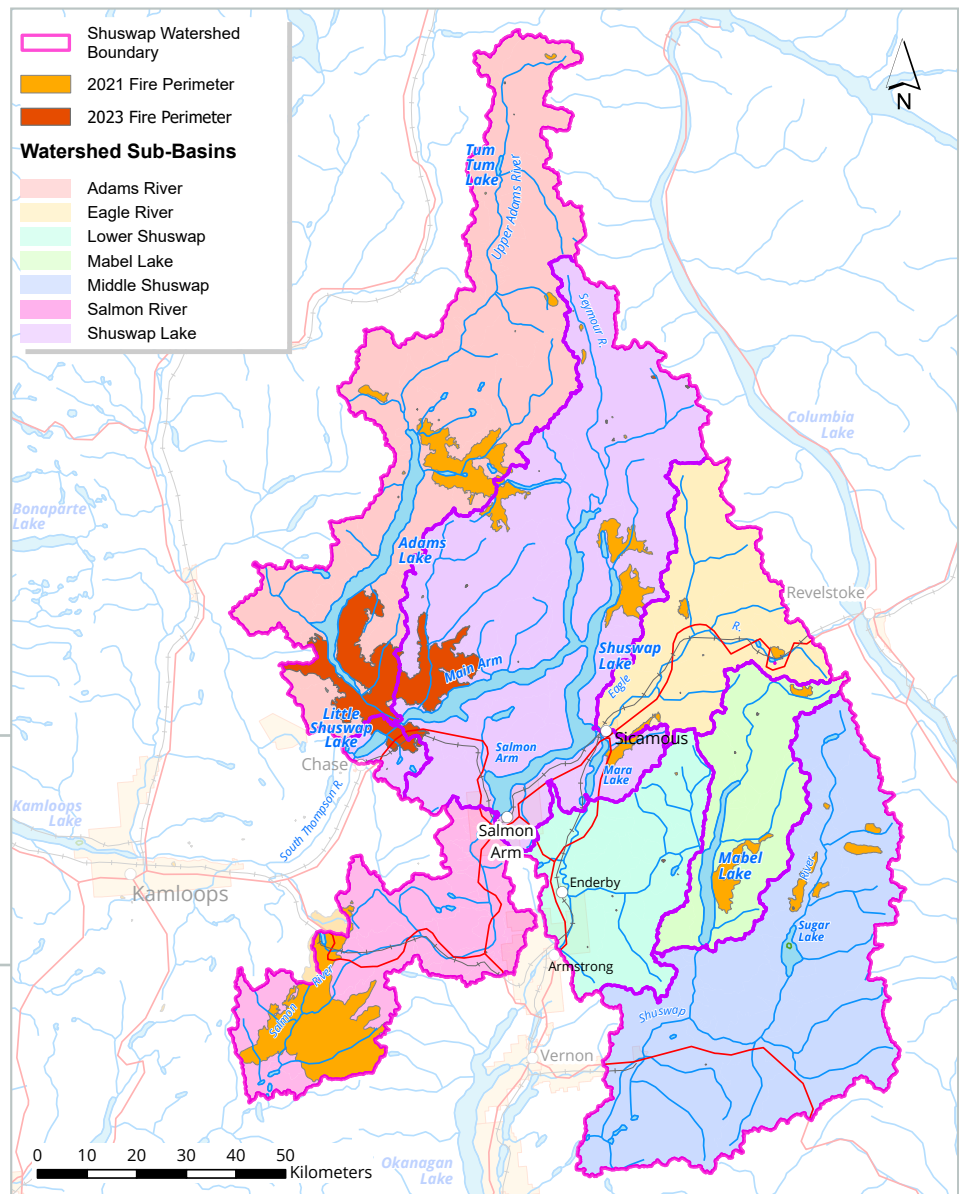 Shuswap Watershed
Boundary
2021 Fire Perimeter
2023 Fire Perimeter
Watershed Sub-Basins
Adams River
Eagle River
Lower Shuswap
Mabel Lake
Middle Shuswap
Salmon River
Shuswap Lake
N
Tum
Tum
Lake
Upper Adams River
Seymour R.
Columbia
Lake
Bonaparte
Lake
Adams
Lake
Revelstoke
R.
Shuswap
Lake
Eagle
Main Arm
Little
Shuswap
Lake
Salmon
Arm
Sicamous
Chase
Mara
Lake
Kamloops
Lake
South Thompson R
Salmon
Arm
Mabel
Lake
River
Kamloops
Enderby
Sugar
Lake
Armstrong
River
Salmon
Shuswap
Vernon
0 10 20 30 40 50
Kilometers
Okanagan
Lake